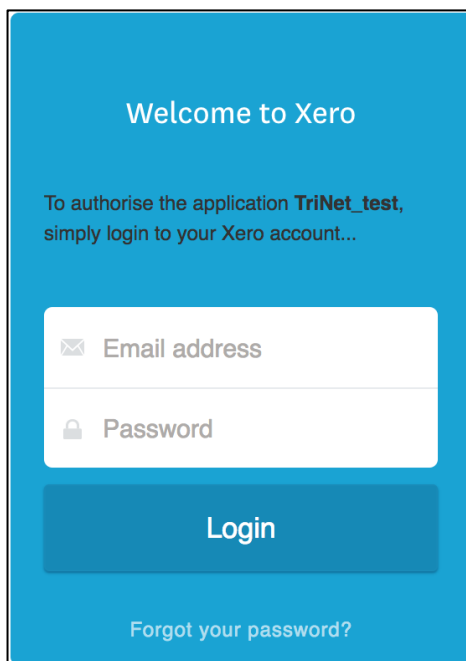 Welcome to Xero
To authorise the application TriNet_test,
simply login to your Xero account...
Email address
Password
Login
Forgot your password?